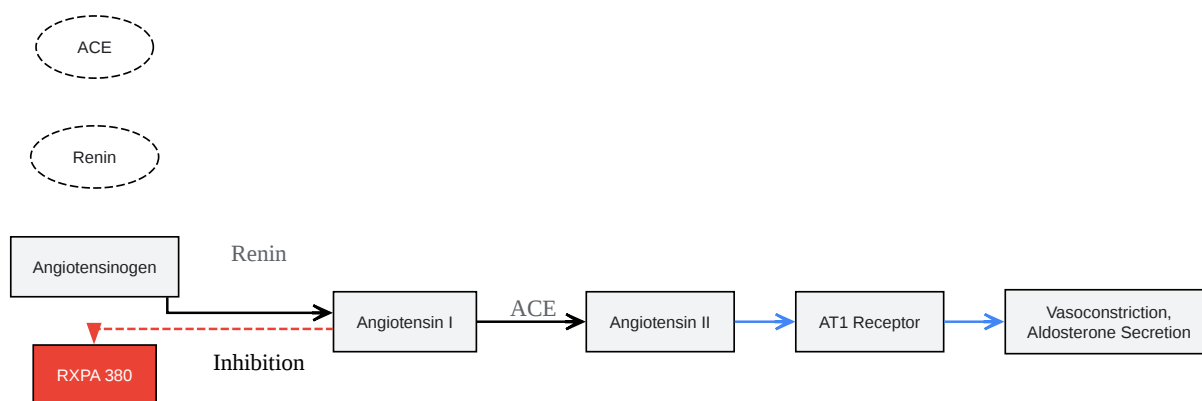 ACE
Renin
Angiotensinogen
Renin
Angiotensin I
ACE
Angiotensin II
AT1 Receptor
Vasoconstriction,
Aldosterone Secretion
Inhibition
RXPA 380